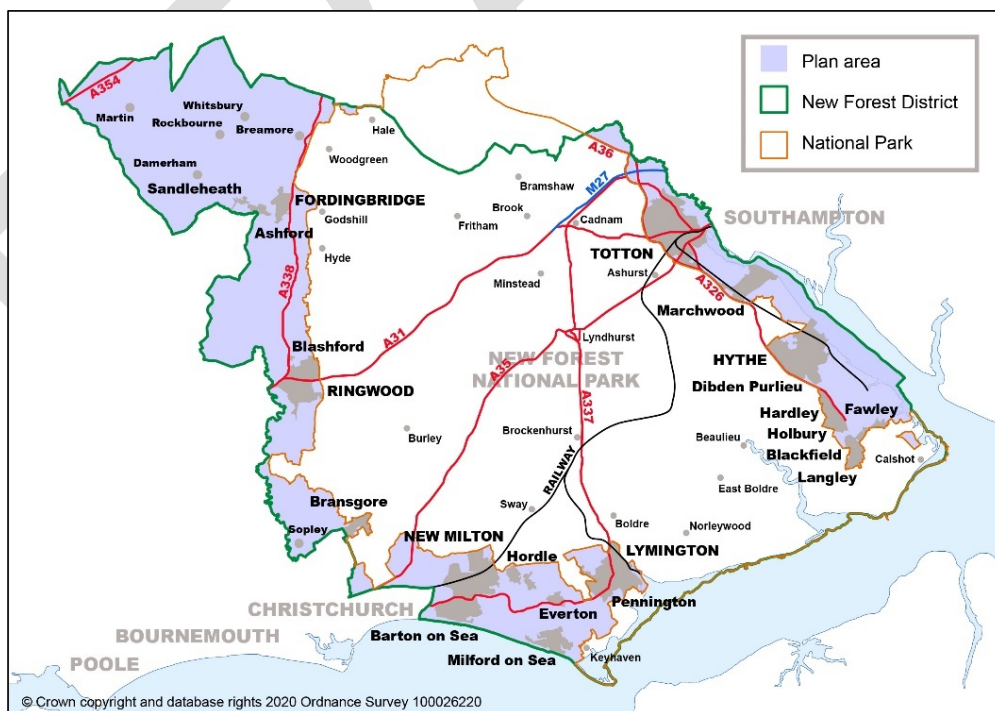 Plan area
New Forest District
National Park
A354
Martin
Whitsbury
Rockbourne
Breamore
Hale
Woodgreen
Damerham
Sandleheath
FORDINGBRIDGE
Godshill
Ashford
Hyde
A338
Bramshaw
Brook
Fritham
A36
M27
Cadnam
SOUTHAMPTON
TOTTON
Ashurst
Minstead
A326
Marchwood
A31
Blashford
RINGWOOD
Lyndhurst
NEW FOREST
NATIONAL PARK
A35
A337
HYTHE
Dibden Purlieu
Hardley
Fawley
Holbury
Blackfield
Langley
Calshot
Burley
Brockenhurst
Beaulieu
RAILWAY
East Boldre
Bransgore
Sopley
Sway
Boldre
Norleywood
NEW MILTON
Hordle
LYMINGTON
Pennington
CHRISTCHURCH
Everton
BOURNEMOUTH
Barton on Sea
Milford on Sea
Keyhaven
POOLE
© Crown copyright and database rights 2020 Ordnance Survey 100026220